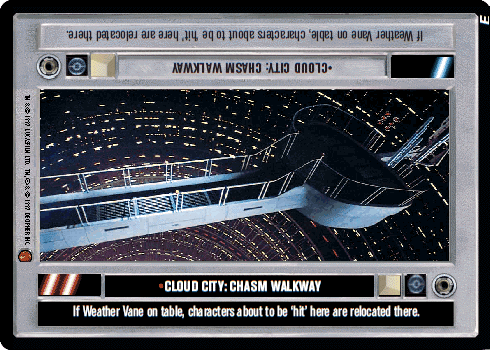 If Weather Vane on table, characters about to be 'hit' here are relocated there.
•CLOUD CITY: CHASM WALKWAY
•CLOUD CITY: CHASM WALKWAY
If Weather Vane on table, characters about to be 'hit' here are relocated there.
E